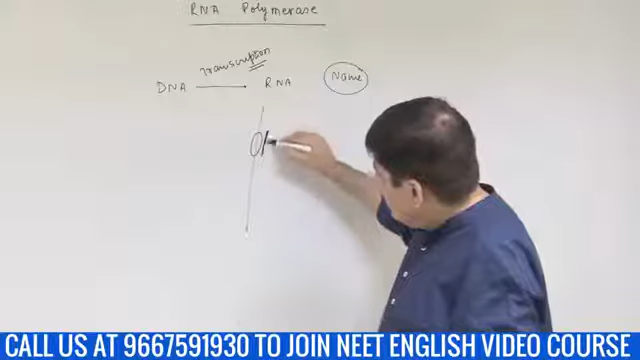 RNA Polymerase
Transcription
DNA RNA Name
CALL US AT 9667591930 TO JOIN NEET ENGLISH VIDEO COURSE